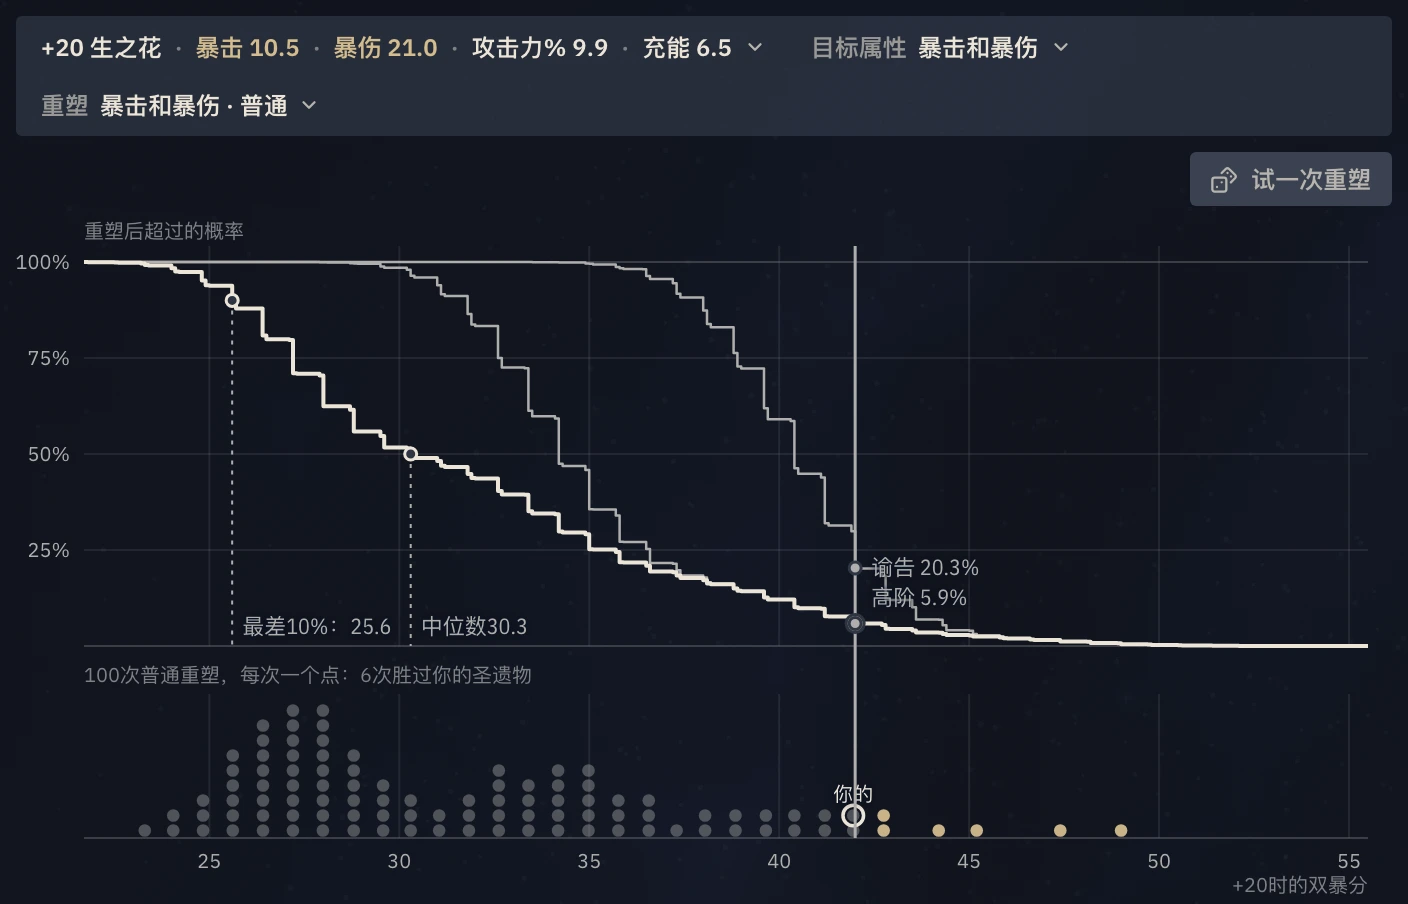 +20 生之花 · 暴击 10.5 · 暴伤 21.0 · 攻击力% 9.9 · 充能 6.5 目标属性 暴击和暴伤
重塑 暴击和暴伤 · 普通
试一次重塑
重塑后超过的概率
100%
75%
50%
25%
谕告 20.3%
高阶 5.9%
最差10%：25.6
中位数30.3
100次普通重塑，每次一个点：6次胜过你的圣遗物
你的
25 30 35 40 45 50 55
+20时的双暴分